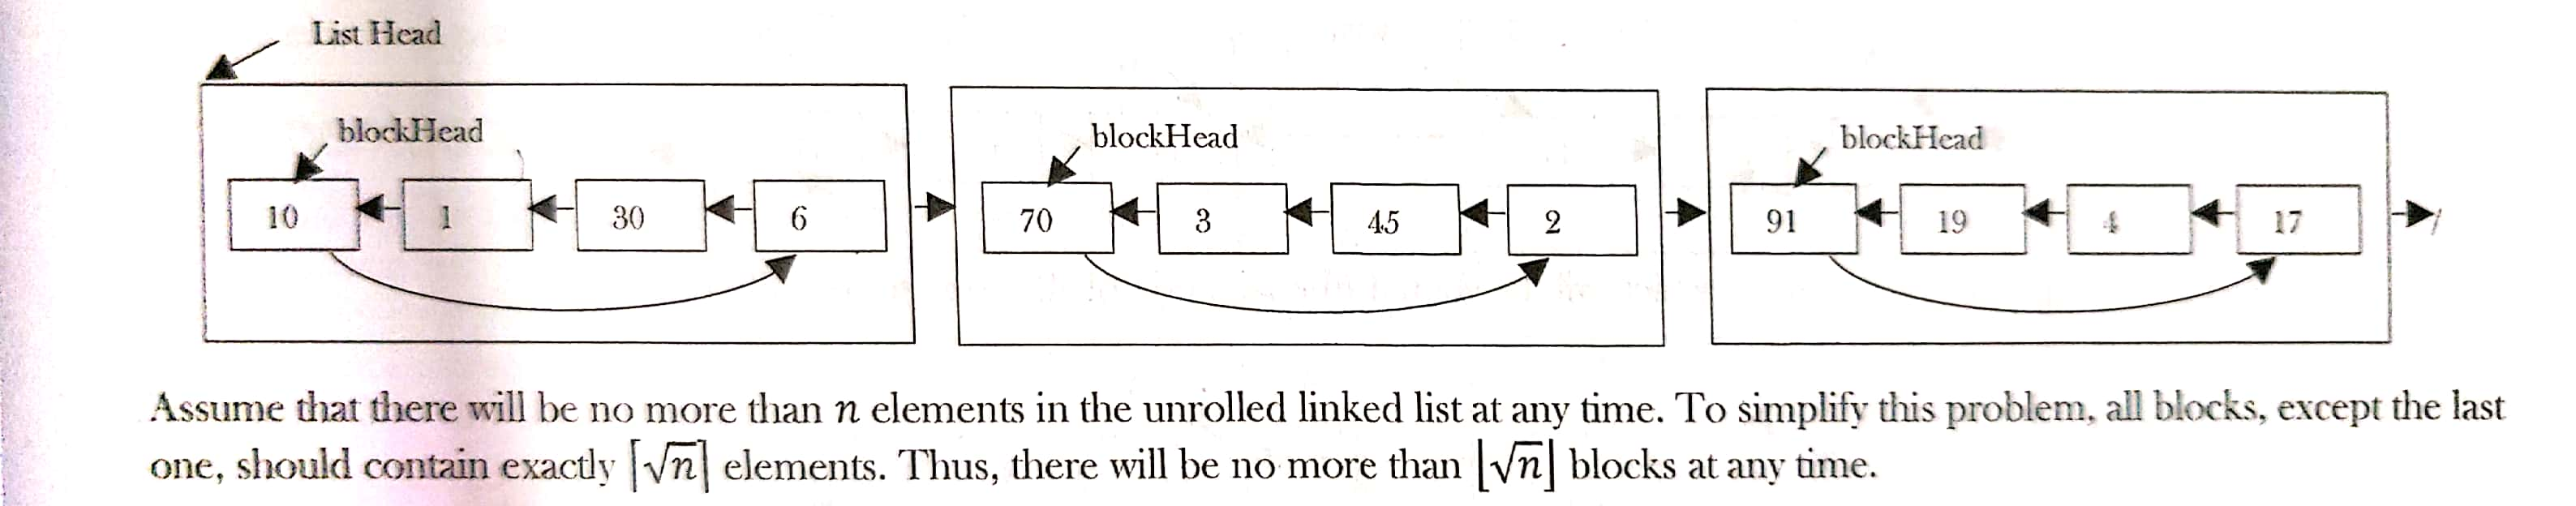 List Head
blockHead
blockHead
blockHead
10 1 30 6 70 3 45 2 91 19 4 17
Assume that there will be no more than n elements in the unrolled linked list at any time. To simplify this problem, all blocks, except the last
one, should contain exactly ⌈√n⌉ elements. Thus, there will be no more than ⌊√n⌋ blocks at any time.